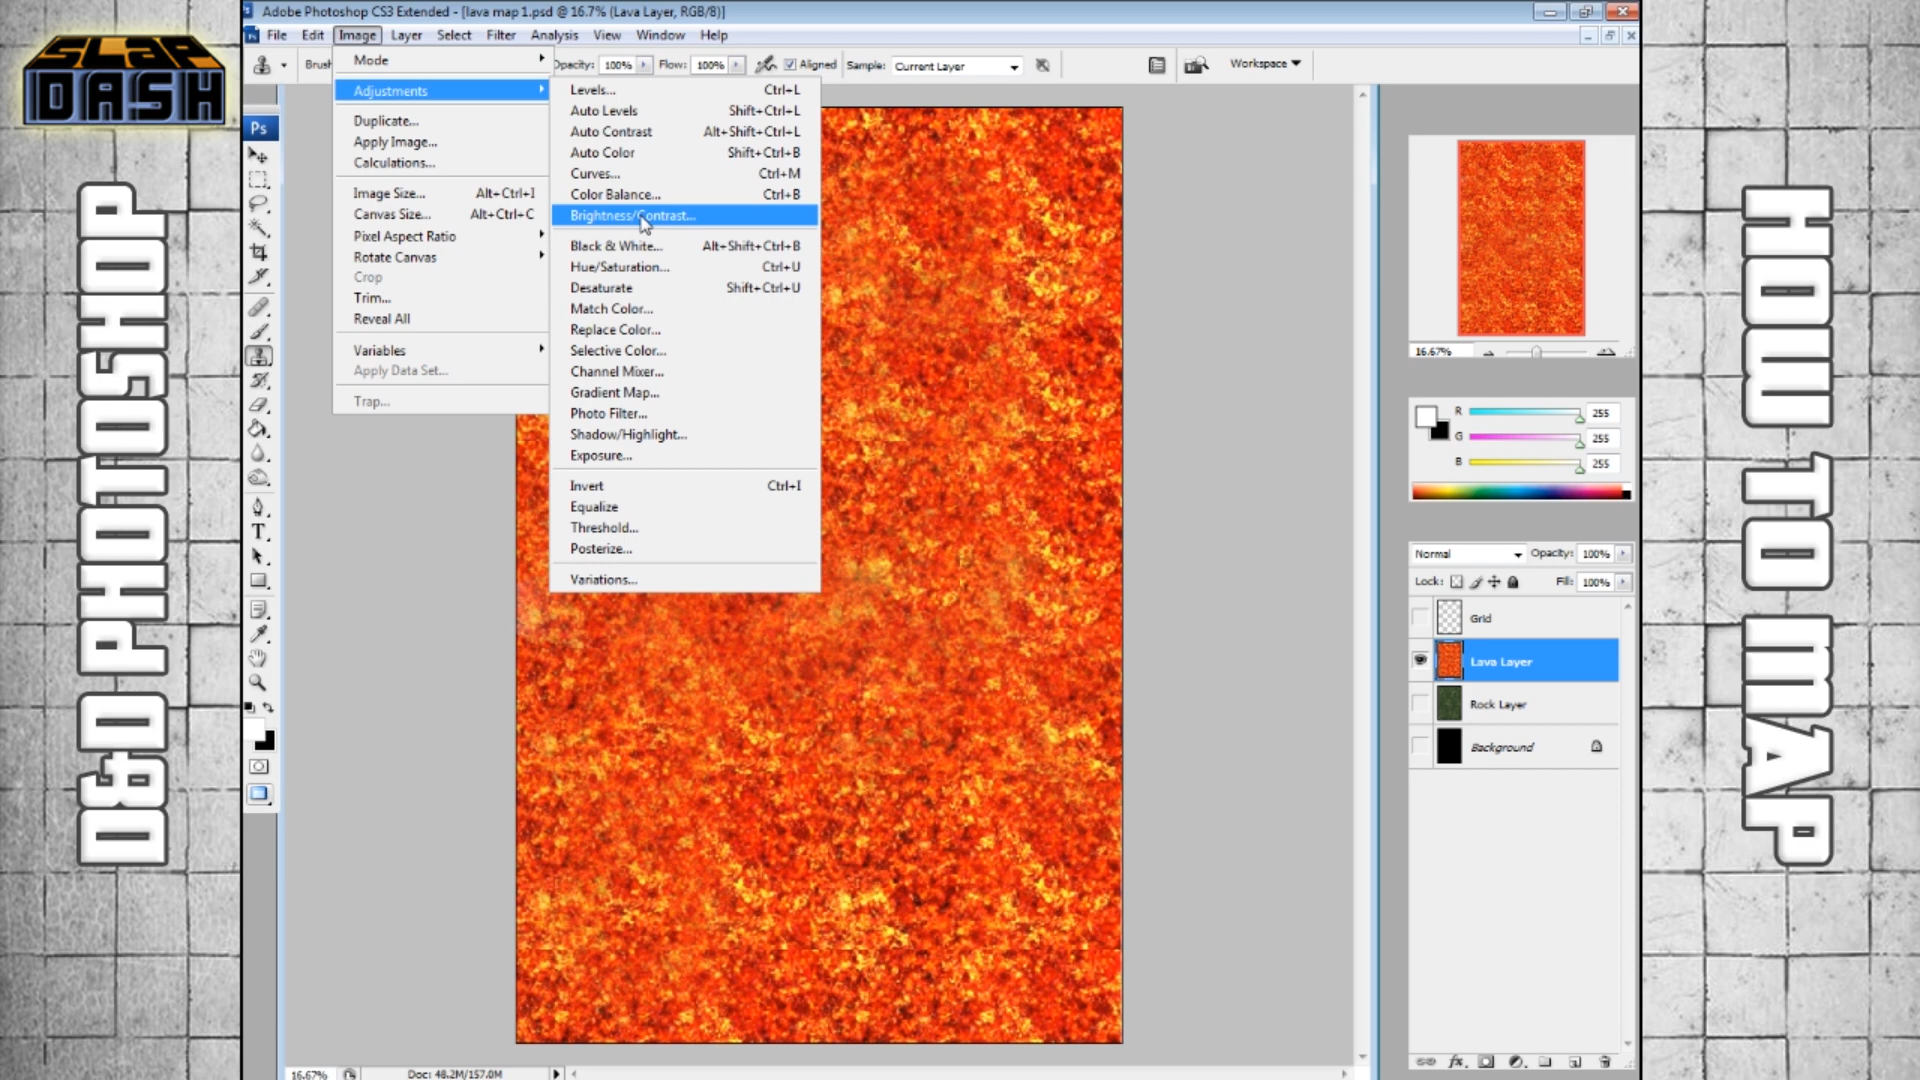 SLAP
DASH
D&D PHOTOSHOP
HOW TO MAP
Adobe Photoshop CS3 Extended - [lava map 1.psd @ 16.7% (Lava Layer, RGB/8)]
File Edit Image Layer Select Filter Analysis View Window Help
Opacity: 100% Flow: 100% Aligned Sample: Current Layer Workspace
Mode
Adjustments
Duplicate...
Apply Image...
Calculations...
Image Size... Alt+Ctrl+I
Canvas Size... Alt+Ctrl+C
Pixel Aspect Ratio
Rotate Canvas
Crop
Trim...
Reveal All
Variables
Apply Data Set...
Trap...
Levels... Ctrl+L
Auto Levels Shift+Ctrl+L
Auto Contrast Alt+Shift+Ctrl+L
Auto Color Shift+Ctrl+B
Curves... Ctrl+M
Color Balance... Ctrl+B
Brightness/Contrast...
Black & White... Alt+Shift+Ctrl+B
Hue/Saturation... Ctrl+U
Desaturate Shift+Ctrl+U
Match Color...
Replace Color...
Selective Color...
Channel Mixer...
Gradient Map...
Photo Filter...
Shadow/Highlight...
Exposure...
Invert Ctrl+I
Equalize
Threshold...
Posterize...
Variations...
Ps
T
16.67%
R 255
G 255
B 255
Normal Opacity: 100%
Lock: Fill: 100%
Grid
Lava Layer
Rock Layer
Background
fx
16.67% Doc: 48.2M/157.0M